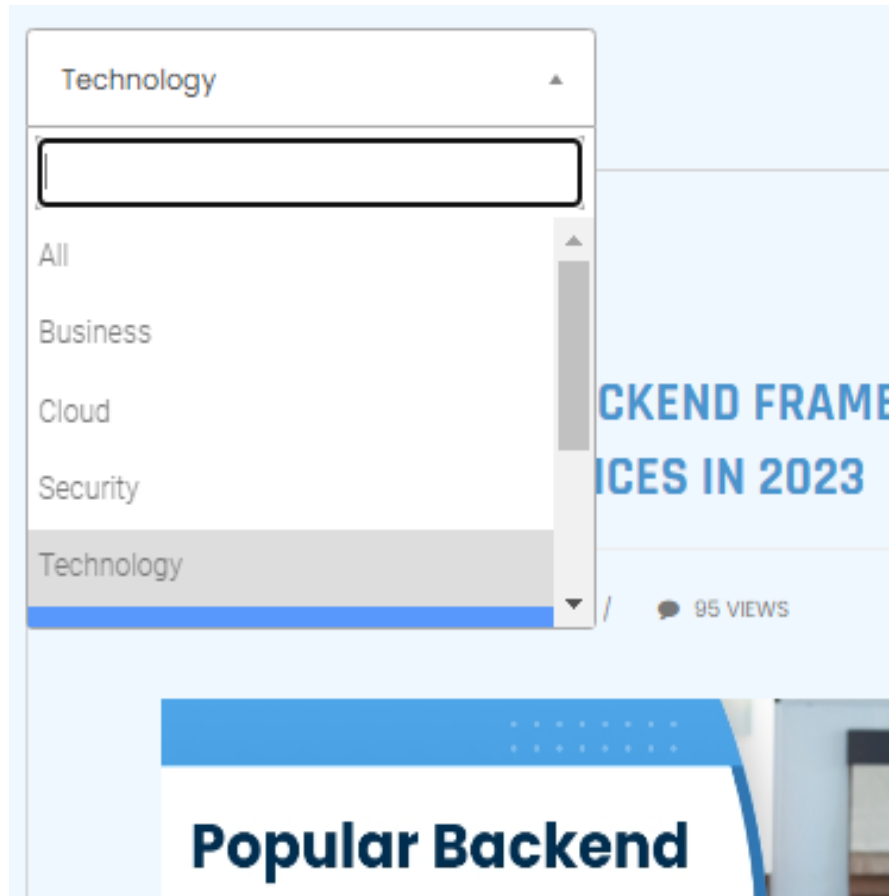 Technology
All
Business
Cloud
Security
Technology
CKEND FRAME
ICES IN 2023
/ 95 VIEWS
Popular Backend